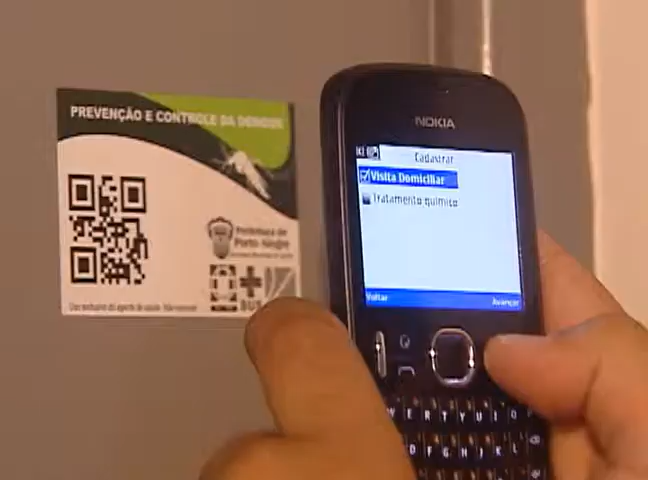 PREVENÇÃO E CONTROLE DA DENGUE
Prefeitura de
Porto Alegre
SUS
NOKIA
Cadastrar
Visita Domiciliar
Tratamento químico
Voltar
Avançar
E R T Y U I O
D F G H J K L